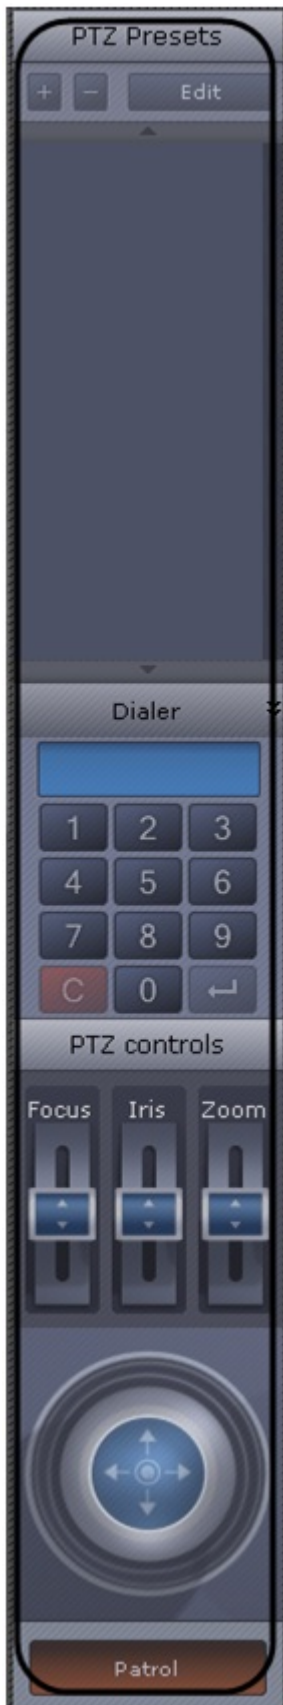 PTZ Presets
+ − Edit
Dialer
1 2 3
4 5 6
7 8 9
C 0
PTZ controls
Focus Iris Zoom
Patrol